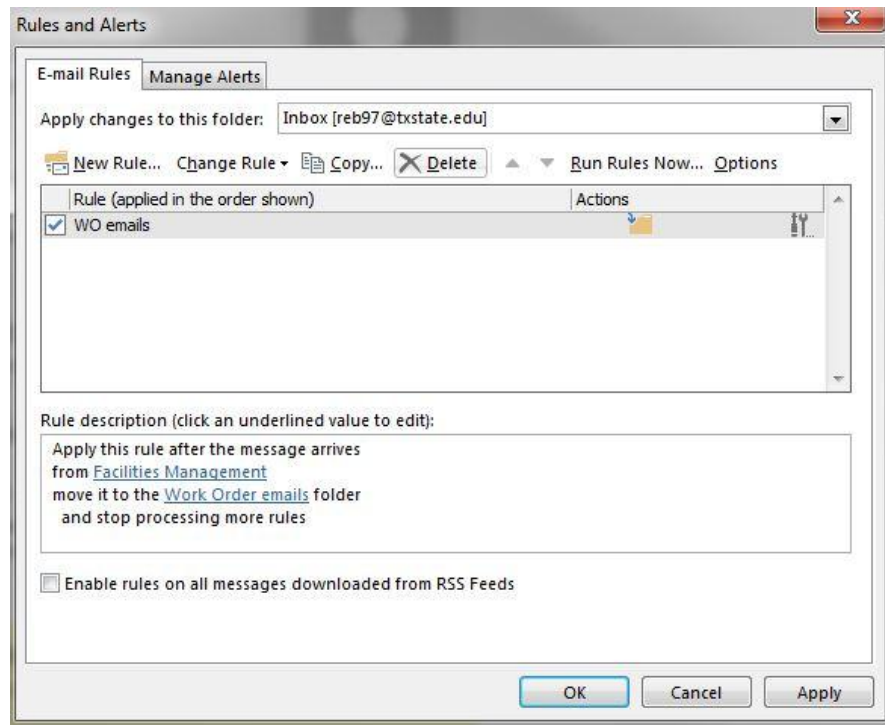 Rules and Alerts
E-mail Rules Manage Alerts
Apply changes to this folder: Inbox [reb97@txstate.edu]
New Rule... Change Rule Copy... Delete Run Rules Now... Options
Rule (applied in the order shown) Actions
WO emails
Rule description (click an underlined value to edit):
Apply this rule after the message arrives
from Facilities Management
move it to the Work Order emails folder
and stop processing more rules
Enable rules on all messages downloaded from RSS Feeds
OK Cancel Apply